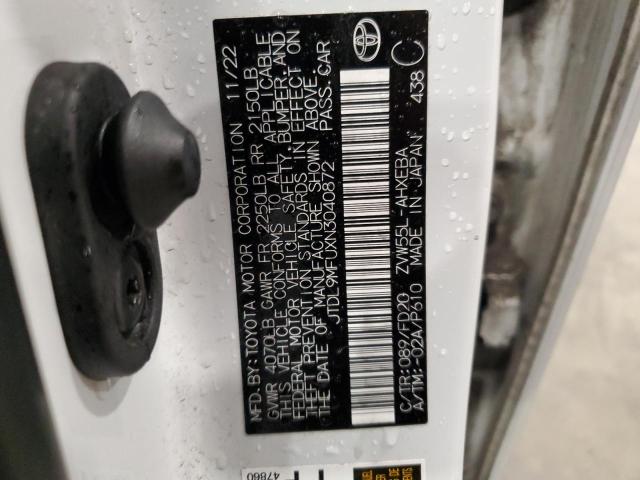 MFD. BY: TOYOTA MOTOR CORPORATION 11/22
GVWR 4070LB GAWR FR 2250LB RR 2150LB
THIS VEHICLE CONFORMS TO ALL APPLICABLE
FEDERAL MOTOR VEHICLE SAFETY, BUMPER, AND
THEFT PREVENTION STANDARDS IN EFFECT ON
THE DATE OF MANUFACTURE SHOWN ABOVE.
JTDL9MFUXN3040872 PASS. CAR
C/TR: 089/FD20 ZVW55L-AHXEBA
A/TM: -02A/P610 MADE IN JAPAN 438 C
47860